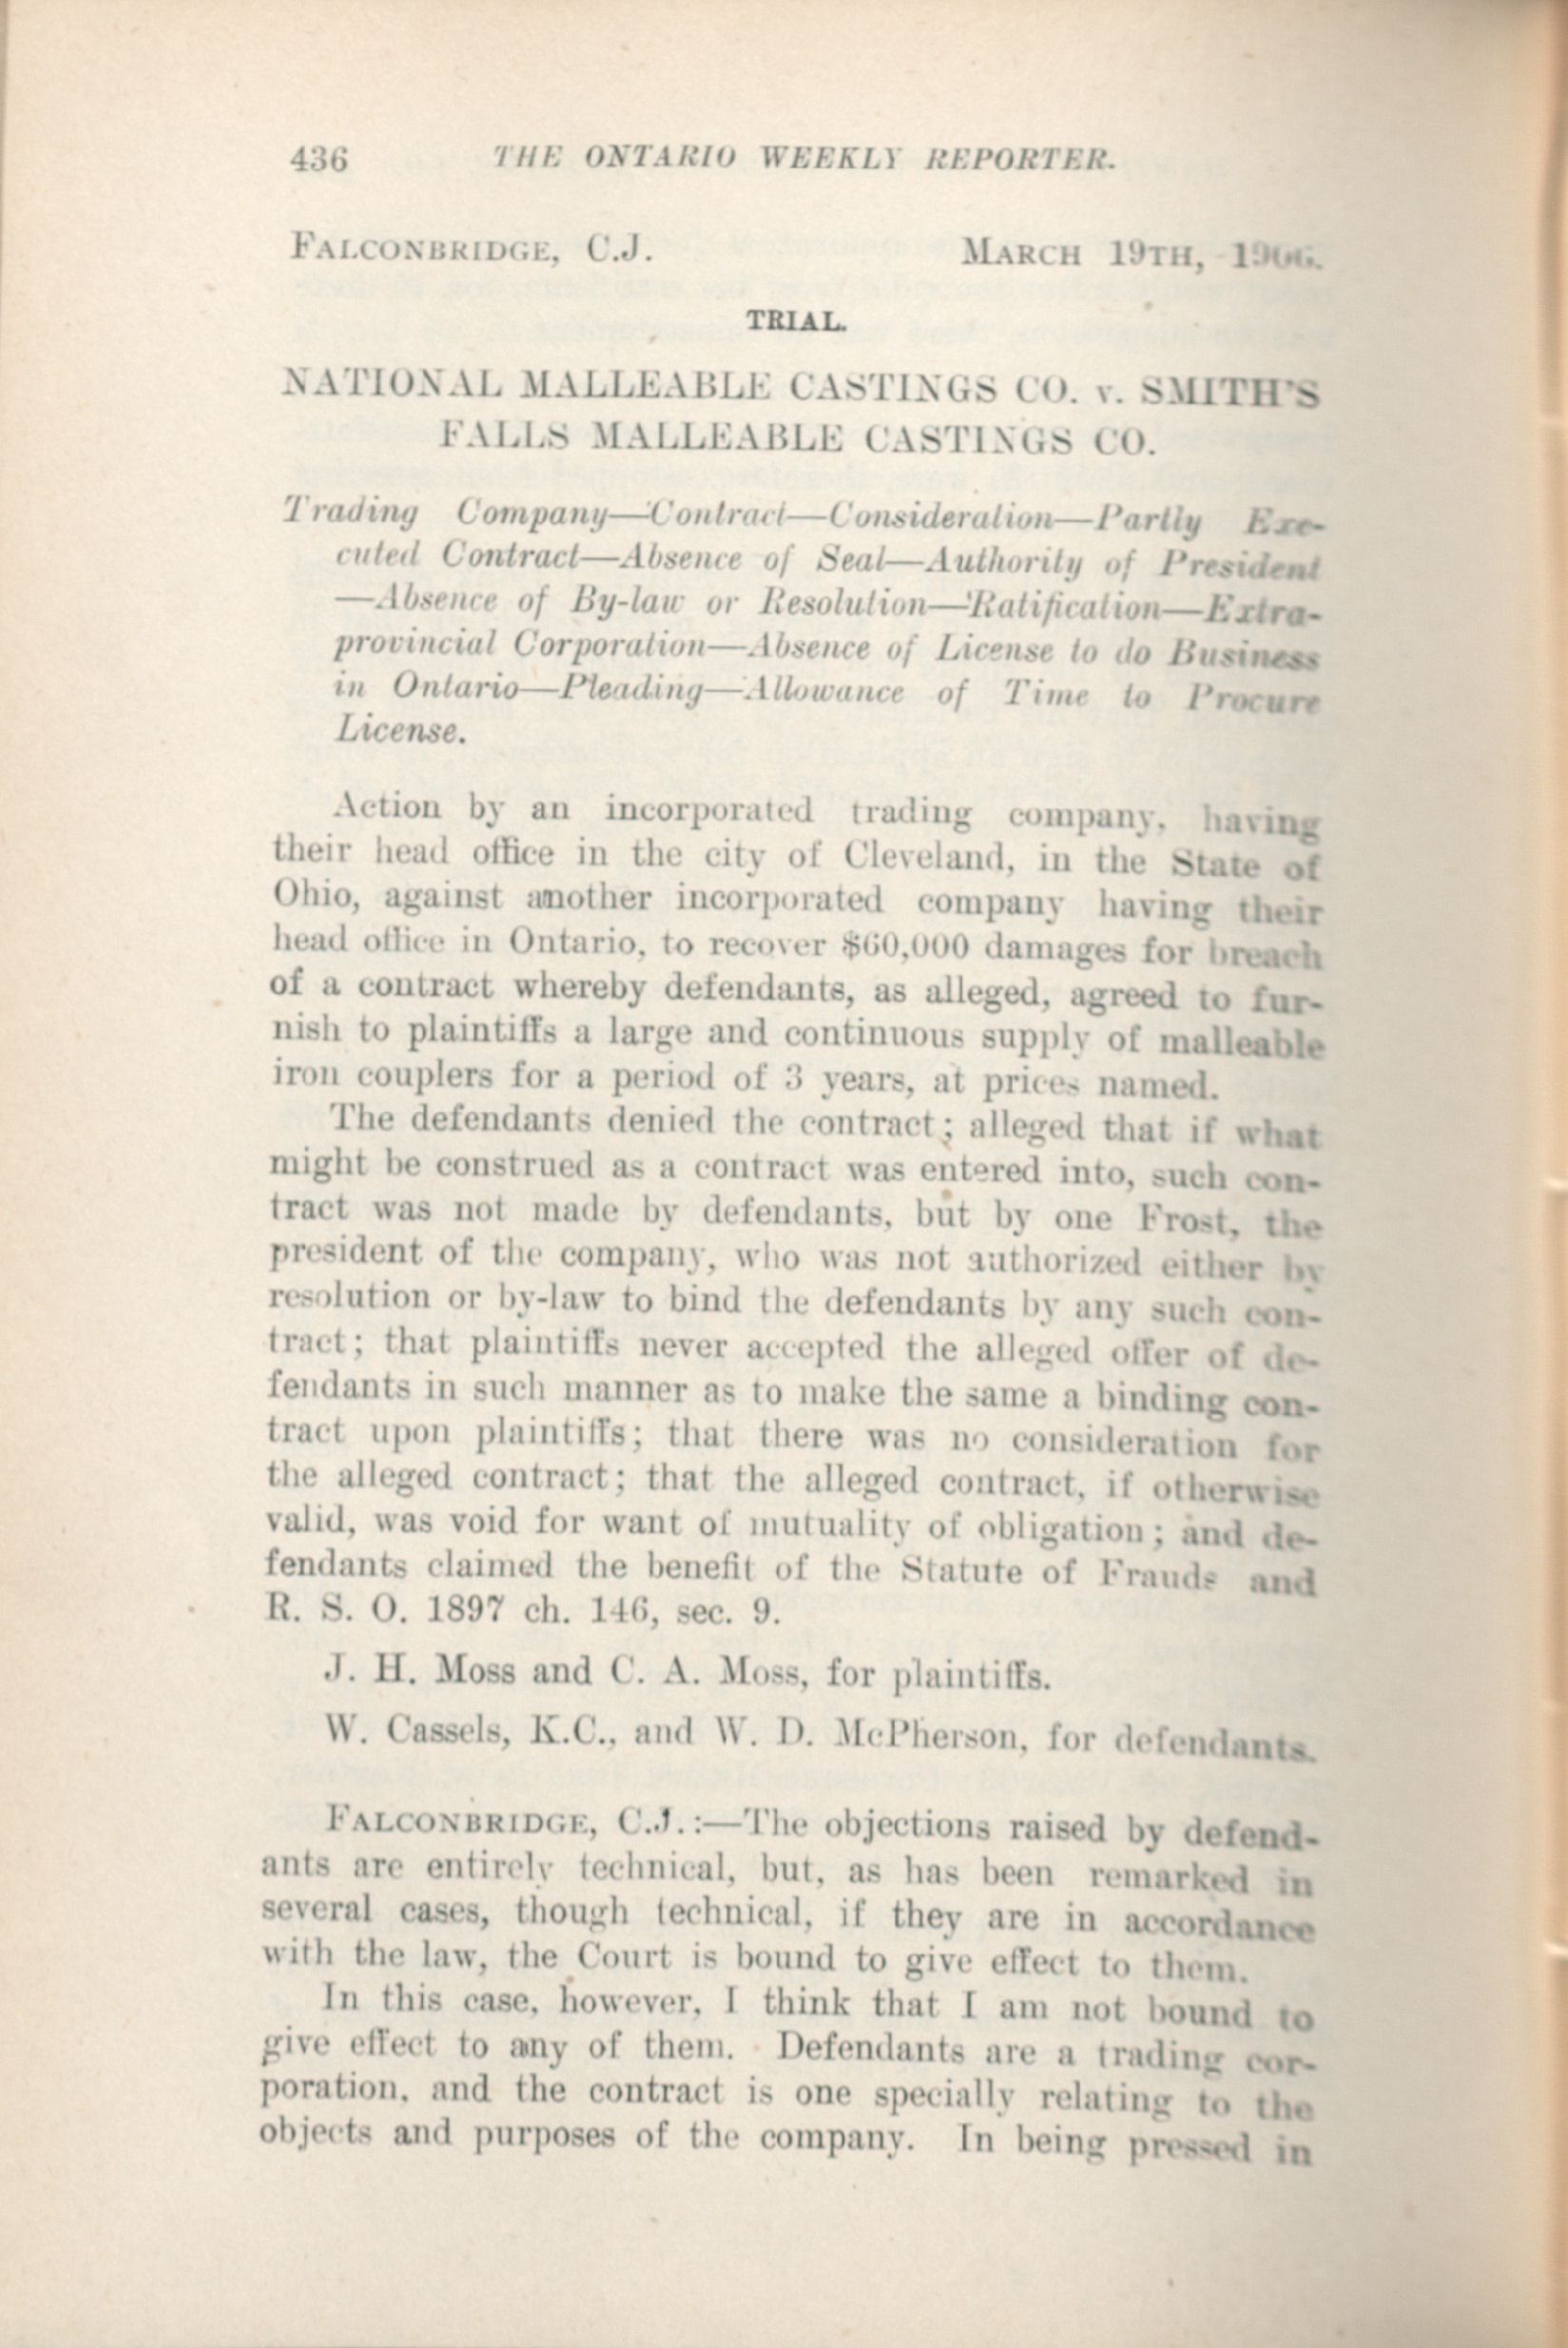 436 THE ONTARIO WEEKLY REPORTER.
FALCONBRIDGE, C.J. MARCH 19TH, 1906.
TRIAL.
NATIONAL MALLEABLE CASTINGS CO. v. SMITH'S
FALLS MALLEABLE CASTINGS CO.
Trading Company—Contract—Consideration—Partly Exe-
cuted Contract—Absence of Seal—Authority of President
—Absence of By-law or Resolution—Ratification—Extra-
provincial Corporation—Absence of License to do Business
in Ontario—Pleading—Allowance of Time to Procure
License.
Action by an incorporated trading company, having
their head office in the city of Cleveland, in the State of
Ohio, against another incorporated company having their
head office in Ontario, to recover $60,000 damages for breach
of a contract whereby defendants, as alleged, agreed to fur-
nish to plaintiffs a large and continuous supply of malleable
iron couplers for a period of 3 years, at prices named.
The defendants denied the contract; alleged that if what
might be construed as a contract was entered into, such con-
tract was not made by defendants, but by one Frost, the
president of the company, who was not authorized either by
resolution or by-law to bind the defendants by any such con-
tract; that plaintiffs never accepted the alleged offer of de-
fendants in such manner as to make the same a binding con-
tract upon plaintiffs; that there was no consideration for
the alleged contract; that the alleged contract, if otherwise
valid, was void for want of mutuality of obligation; and de-
fendants claimed the benefit of the Statute of Frauds and
R. S. O. 1897 ch. 146, sec. 9.
J. H. Moss and C. A. Moss, for plaintiffs.
W. Cassels, K.C., and W. D. McPherson, for defendants.
FALCONBRIDGE, C.J.:—The objections raised by defend-
ants are entirely technical, but, as has been remarked in
several cases, though technical, if they are in accordance
with the law, the Court is bound to give effect to them.
In this case, however, I think that I am not bound to
give effect to any of them. Defendants are a trading cor-
poration, and the contract is one specially relating to the
objects and purposes of the company. In being pressed in